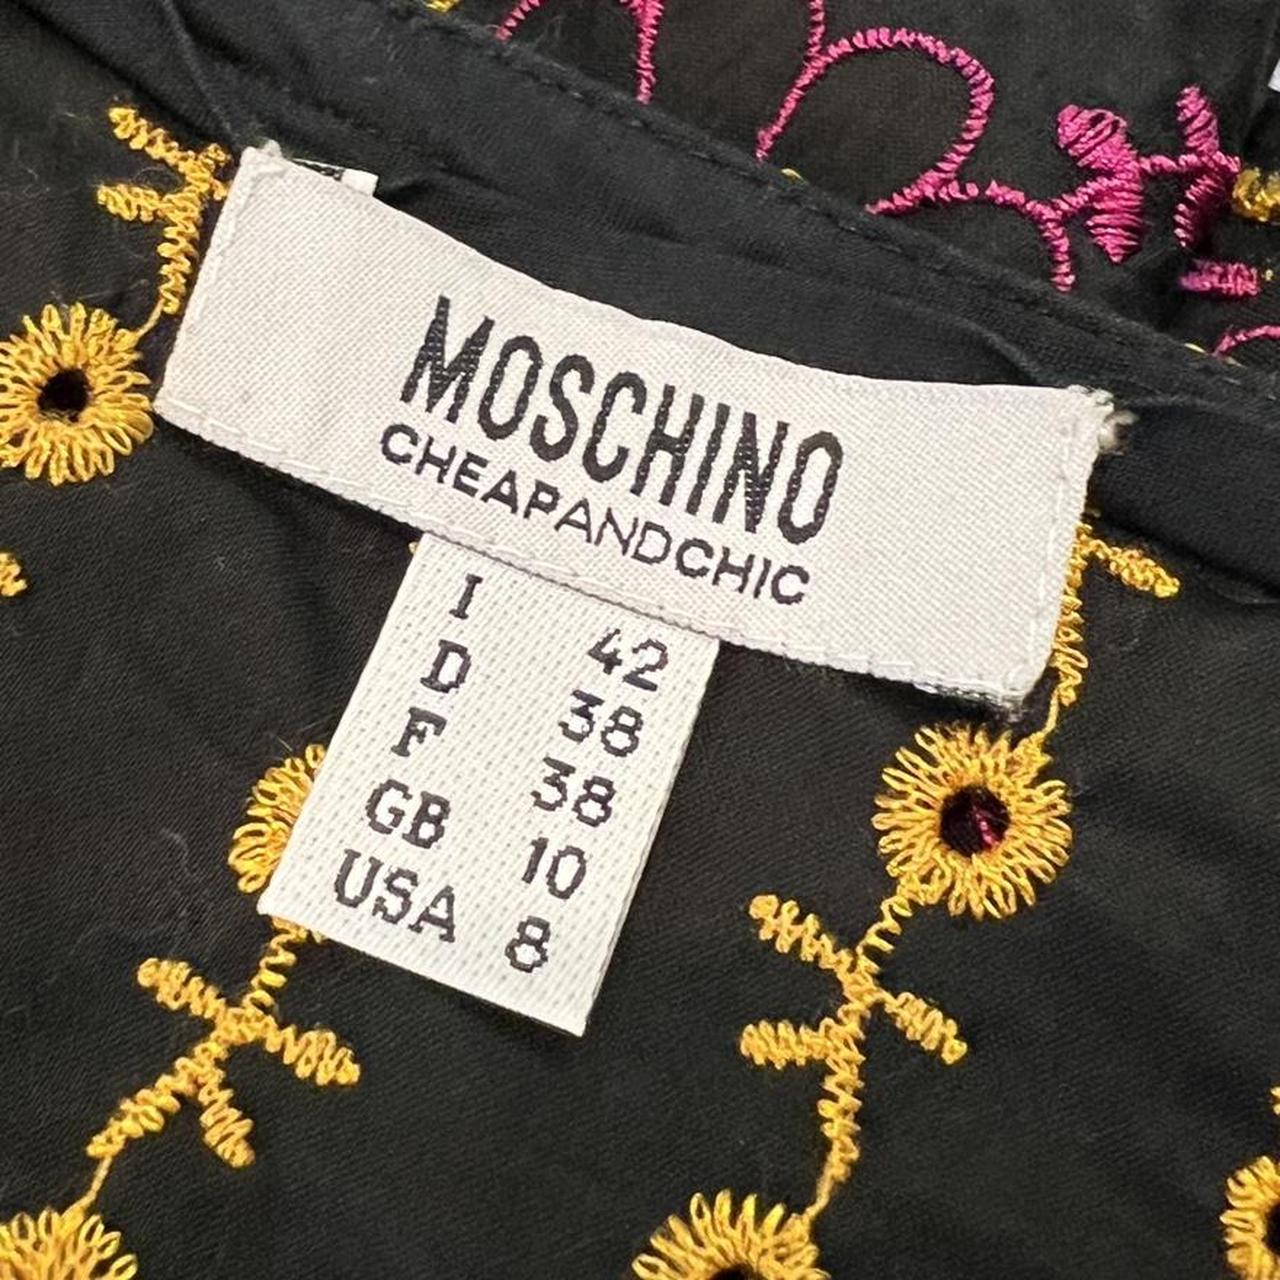 MOSCHINO
CHEAPANDCHIC
I 42
D 38
F 38
GB 10
USA 8